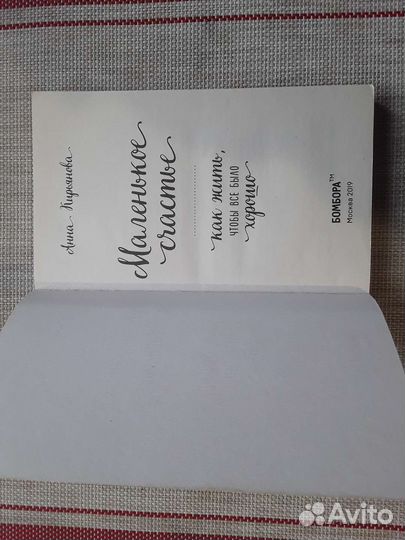 Анна Кирьянова
Маленькое
счастье
как жить,
чтобы все было
хорошо
БОМБОРА™
Москва 2019
Avito